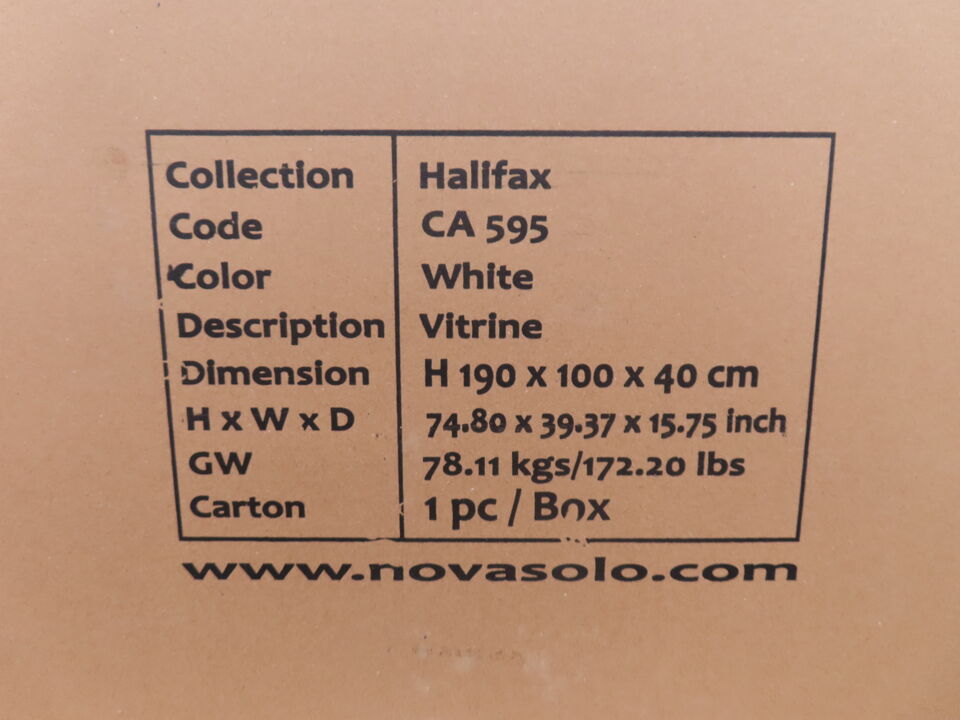 Collection Halifax
Code CA 595
Color White
Description Vitrine
Dimension H 190 x 100 x 40 cm
H x W x D 74.80 x 39.37 x 15.75 inch
GW 78.11 kgs/172.20 lbs
Carton 1 pc / Box
www.novasolo.com